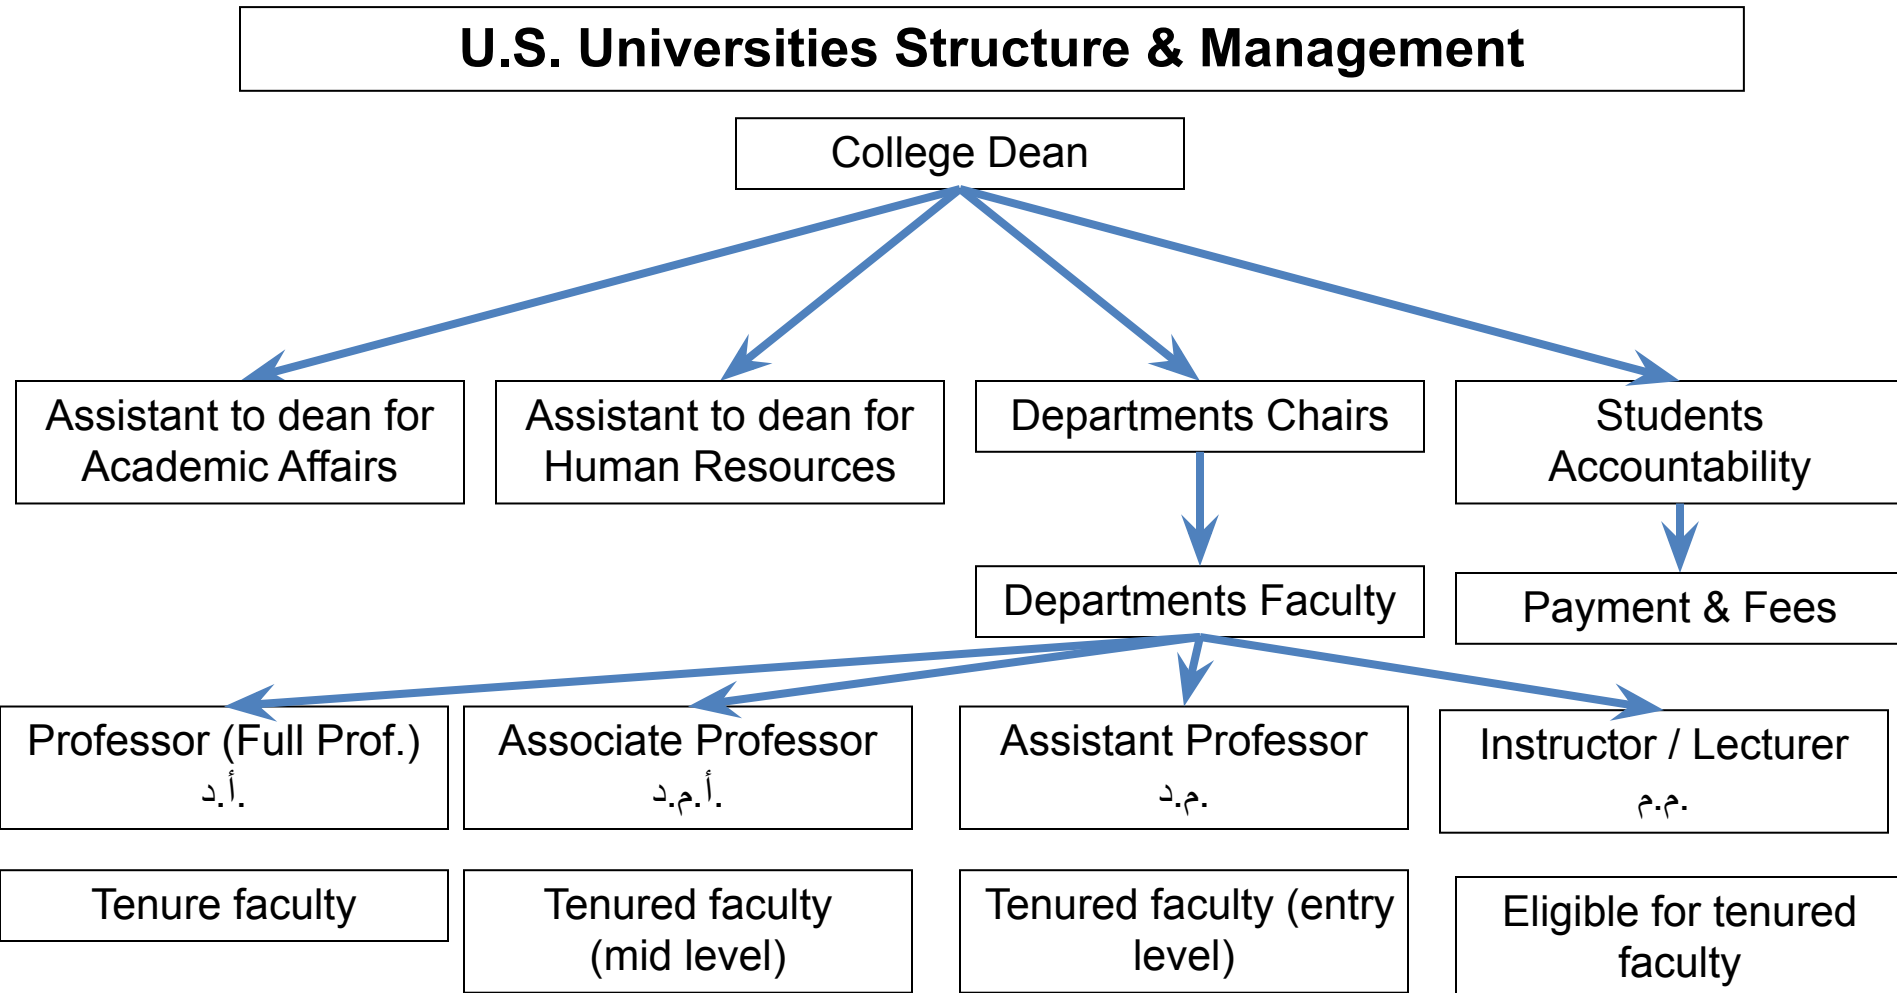 U.S. Universities Structure & Management
College Dean
Assistant to dean for
Academic Affairs
Assistant to dean for
Human Resources
Departments Chairs
Students
Accountability
Departments Faculty
Payment & Fees
Professor (Full Prof.)
أ.د.
Associate Professor
أ.م.د.
Assistant Professor
م.د.
Instructor / Lecturer
م.م.
Tenure faculty
Tenured faculty
(mid level)
Tenured faculty (entry
level)
Eligible for tenured
faculty